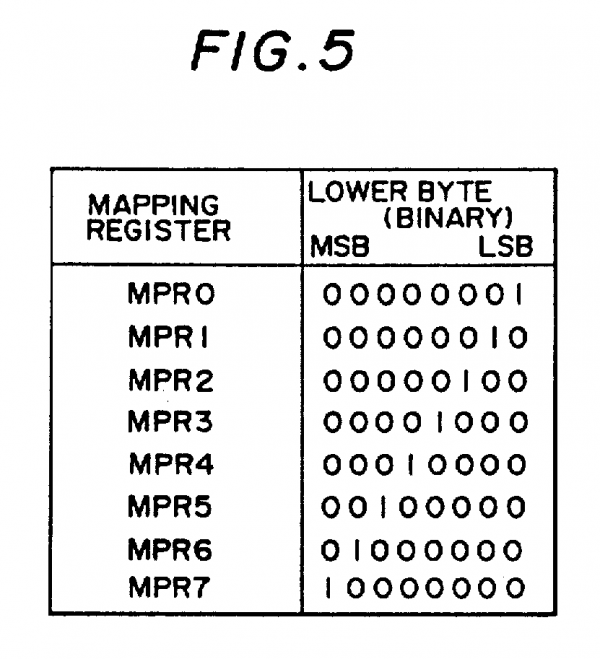 FIG.5
MAPPING REGISTER LOWER BYTE (BINARY)
MSB LSB
MPR0 00000001
MPR1 00000010
MPR2 00000100
MPR3 00001000
MPR4 00010000
MPR5 00100000
MPR6 01000000
MPR7 10000000